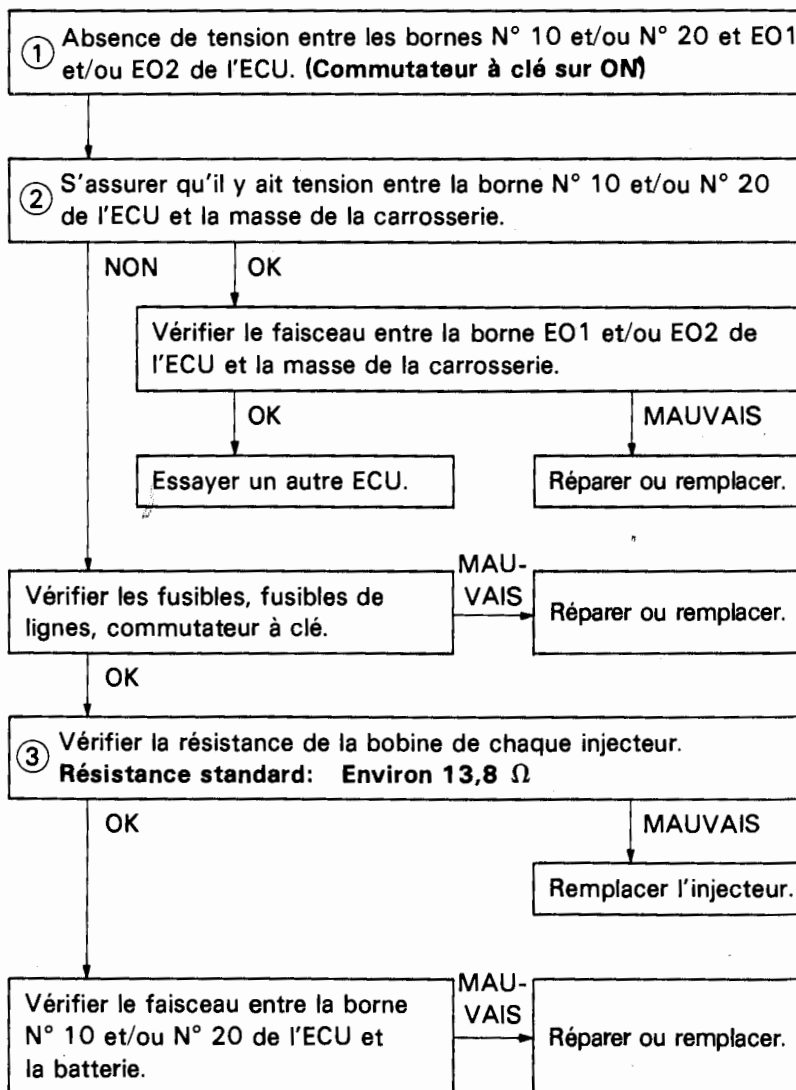 ① Absence de tension entre les bornes N° 10 et/ou N° 20 et EO1
et/ou EO2 de l'ECU. (Commutateur à clé sur ON)
② S'assurer qu'il y ait tension entre la borne N° 10 et/ou N° 20
de l'ECU et la masse de la carrosserie.
NON
OK
Vérifier le faisceau entre la borne EO1 et/ou EO2 de
l'ECU et la masse de la carrosserie.
OK
MAUVAIS
Essayer un autre ECU.
Réparer ou remplacer.
Vérifier les fusibles, fusibles de
lignes, commutateur à clé.
MAU-
VAIS
Réparer ou remplacer.
OK
③ Vérifier la résistance de la bobine de chaque injecteur.
Résistance standard: Environ 13,8 Ω
OK
MAUVAIS
Remplacer l'injecteur.
Vérifier le faisceau entre la borne
N° 10 et/ou N° 20 de l'ECU et
la batterie.
MAU-
VAIS
Réparer ou remplacer.